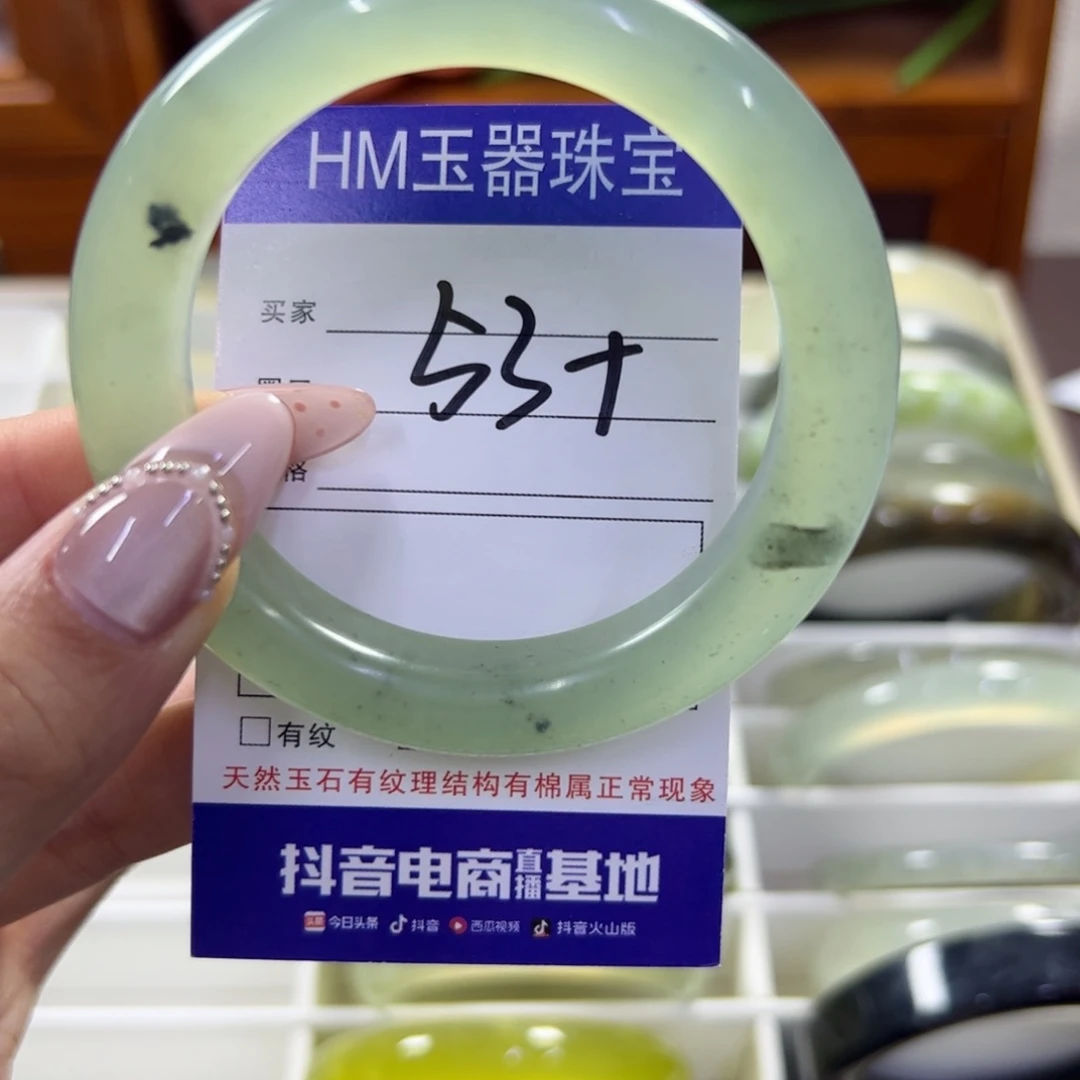 HM玉器珠宝
买家
53+
格
有纹
天然玉石有纹理结构有棉属正常现象
抖音电商直播基地
今日头条 抖音 西瓜视频 抖音火山版